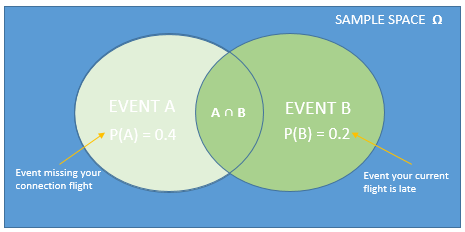 SAMPLE SPACE Ω
EVENT A
P(A) = 0.4
A ∩ B
EVENT B
P(B) = 0.2
Event missing your
connection flight
Event your current
flight is late